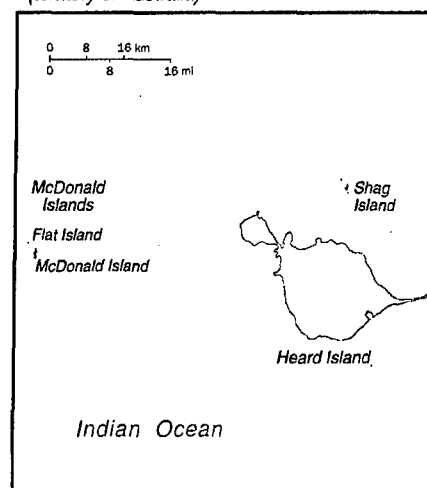 0 8 16 km
0 8 16 mi
McDonald
Islands
Flat Island
McDonald Island
Shag
Island
Heard Island
Indian Ocean